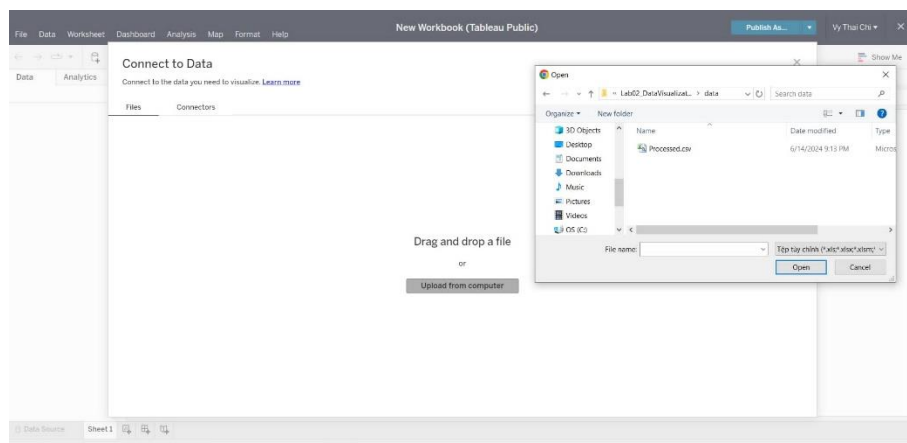 New Workbook (Tableau Public)
File Data Worksheet Dashboard Analysis Map Format Help
Publish As...
Vy Thai Chi
Show Me
Data Analytics
Connect to Data
Connect to the data you need to visualize. Learn more
Files Connectors
Drag and drop a file
or
Upload from computer
Open
Lab02_DataVisualizat... › data
Search data
Organize
New folder
Name Date modified Type
3D Objects
Desktop
Processed.csv 6/14/2024 9:13 PM Micros
Documents
Downloads
Music
Pictures
Videos
OS (C:)
File name:
Tệp tùy chỉnh (*.xls;*.xlsx;*.xlsm;*
Open Cancel
Data Source Sheet 1